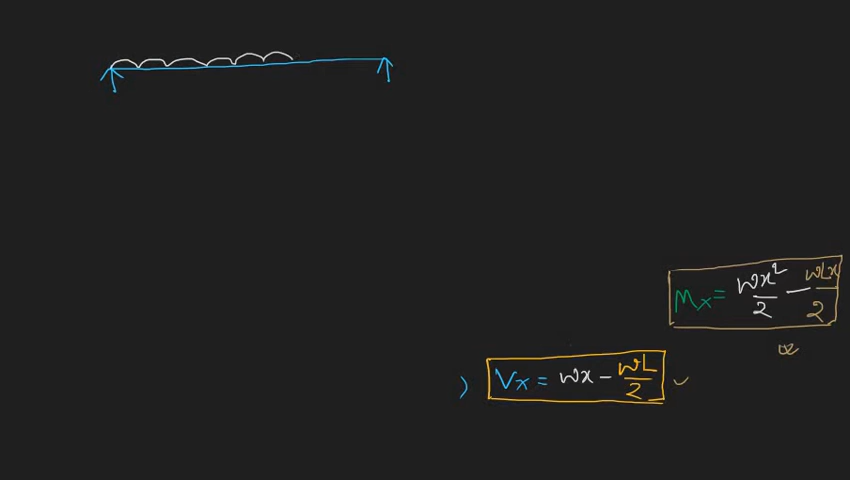 Mx = wx²/2 - wLx/2
) Vx = wx - wL/2